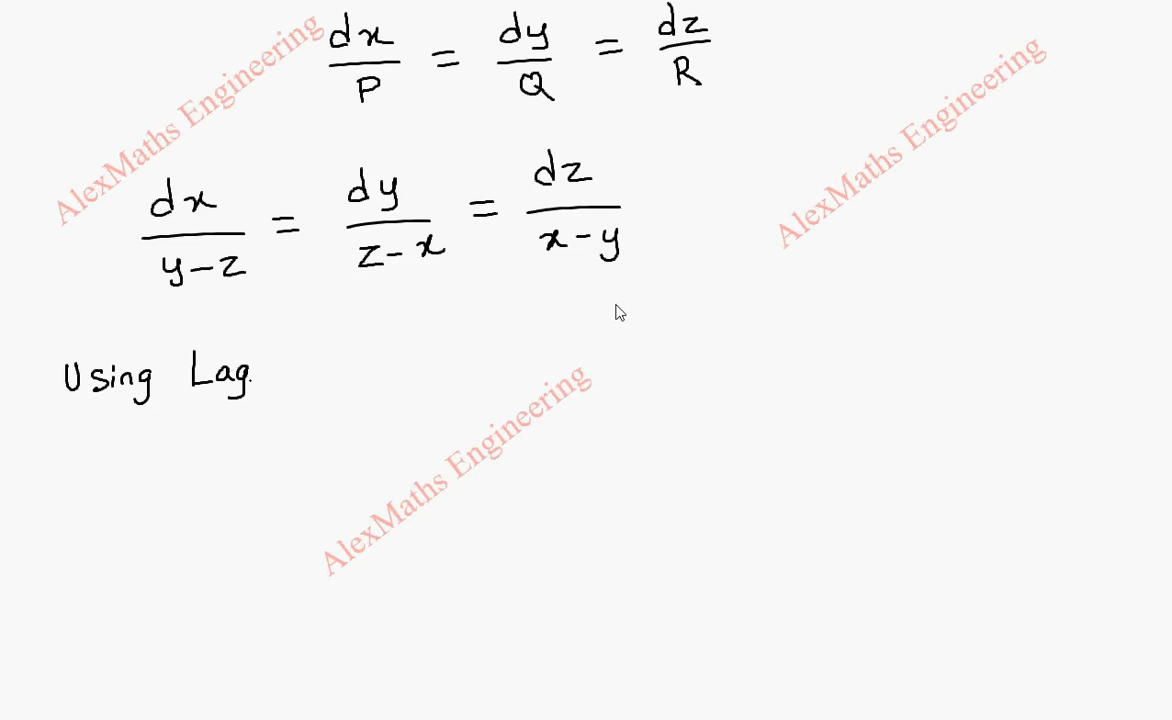 dx/P = dy/Q = dz/R
AlexMaths Engineering
AlexMaths Engineering
dx/y-z = dy/z-x = dz/x-y
Using Lag.
AlexMaths Engineering